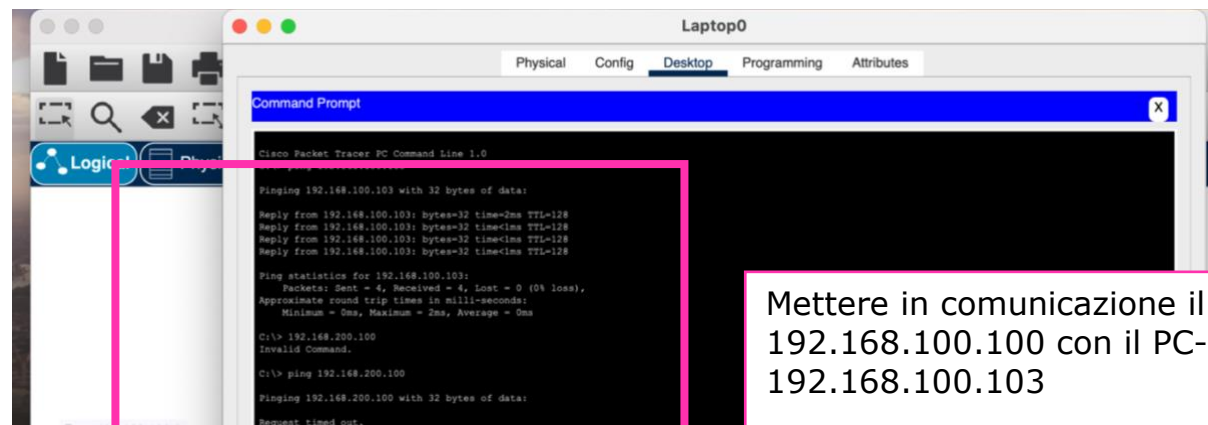 Laptop0
Physical Config Desktop Programming Attributes
Command Prompt
X
Logical
Cisco Packet Tracer PC Command Line 1.0
Pinging 192.168.100.103 with 32 bytes of data:
Reply from 192.168.100.103: bytes=32 time=2ms TTL=128
Reply from 192.168.100.103: bytes=32 time<1ms TTL=128
Reply from 192.168.100.103: bytes=32 time<1ms TTL=128
Reply from 192.168.100.103: bytes=32 time<1ms TTL=128
Ping statistics for 192.168.100.103:
Packets: Sent = 4, Received = 4, Lost = 0 (0% loss),
Approximate round trip times in milli-seconds:
Minimum = 0ms, Maximum = 2ms, Average = 0ms
C:\> 192.168.200.100
Invalid Command.
C:\> ping 192.168.200.100
Pinging 192.168.200.100 with 32 bytes of data:
Request timed out.
Mettere in comunicazione il
192.168.100.100 con il PC-
192.168.100.103